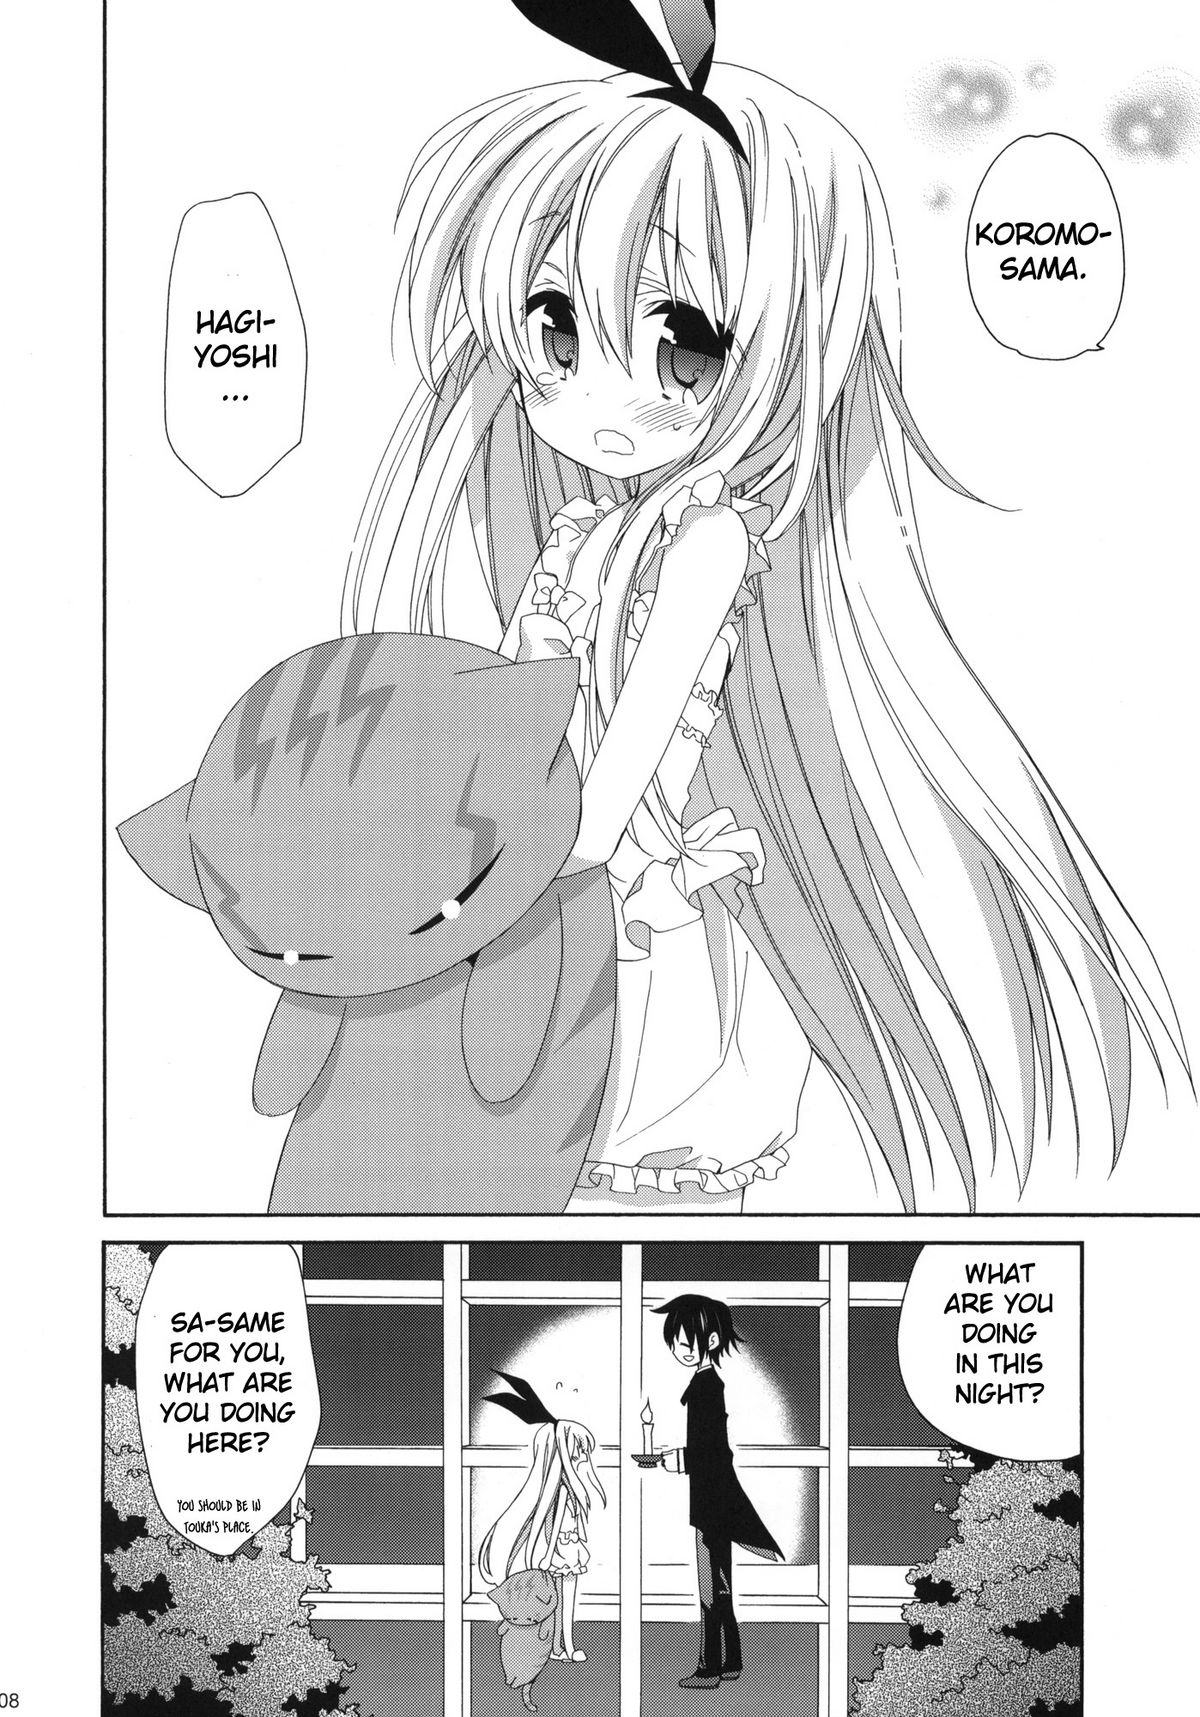 KOROMO-
SAMA.
HAGI-
YOSHI
...
WHAT
ARE YOU
DOING
IN THIS
NIGHT?
SA-SAME
FOR YOU,
WHAT ARE
YOU DOING
HERE?
YOU SHOULD BE IN
TOUKA'S PLACE.
08